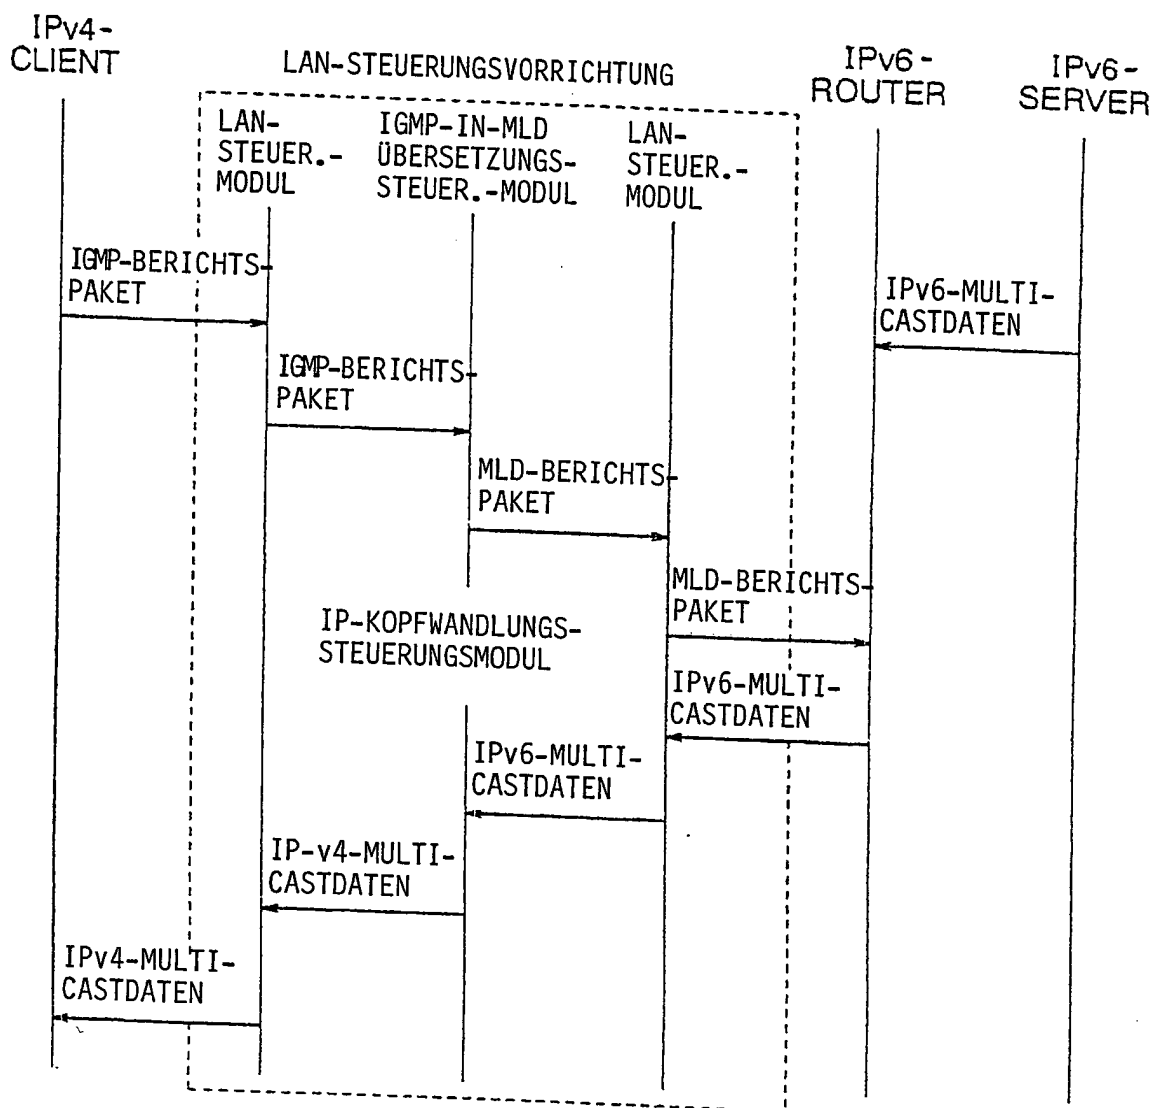 IPv4-
CLIENT
LAN-STEUERUNGSVORRICHTUNG
IPv6-
ROUTER
IPv6-
SERVER
LAN-
STEUER.-
MODUL
IGMP-IN-MLD
ÜBERSETZUNGS-
STEUER.-MODUL
LAN-
STEUER.-
MODUL
IGMP-BERICHTS-
PAKET
IPv6-MULTI-
CASTDATEN
IGMP-BERICHTS-
PAKET
MLD-BERICHTS-
PAKET
MLD-BERICHTS-
PAKET
IP-KOPFWANDLUNGS-
STEUERUNGSMODUL
IPv6-MULTI-
CASTDATEN
IPv6-MULTI-
CASTDATEN
IP-v4-MULTI-
CASTDATEN
IPv4-MULTI-
CASTDATEN